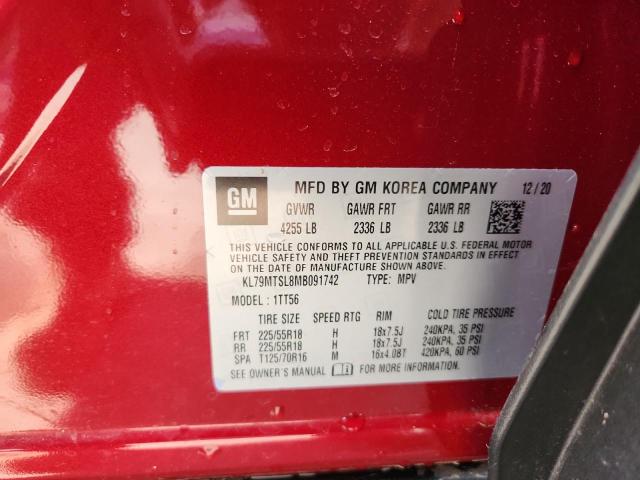 GM MFD BY GM KOREA COMPANY 12/20
GVWR GAWR FRT GAWR RR
4255 LB 2336 LB 2336 LB
THIS VEHICLE CONFORMS TO ALL APPLICABLE U.S. FEDERAL MOTOR
VEHICLE SAFETY AND THEFT PREVENTION STANDARDS IN EFFECT
ON THE DATE OF MANUFACTURE SHOWN ABOVE.
KL79MTSL8MB091742 TYPE: MPV
MODEL : 1TT56
TIRE SIZE SPEED RTG RIM COLD TIRE PRESSURE
FRT 225/55R18 H 18x7.5J 240KPA, 35 PSI
RR 225/55R18 H 18x7.5J 240KPA, 35 PSI
SPA T125/70R16 M 16x4.0BT 420KPA, 60 PSI
SEE OWNER'S MANUAL FOR MORE INFORMATION.